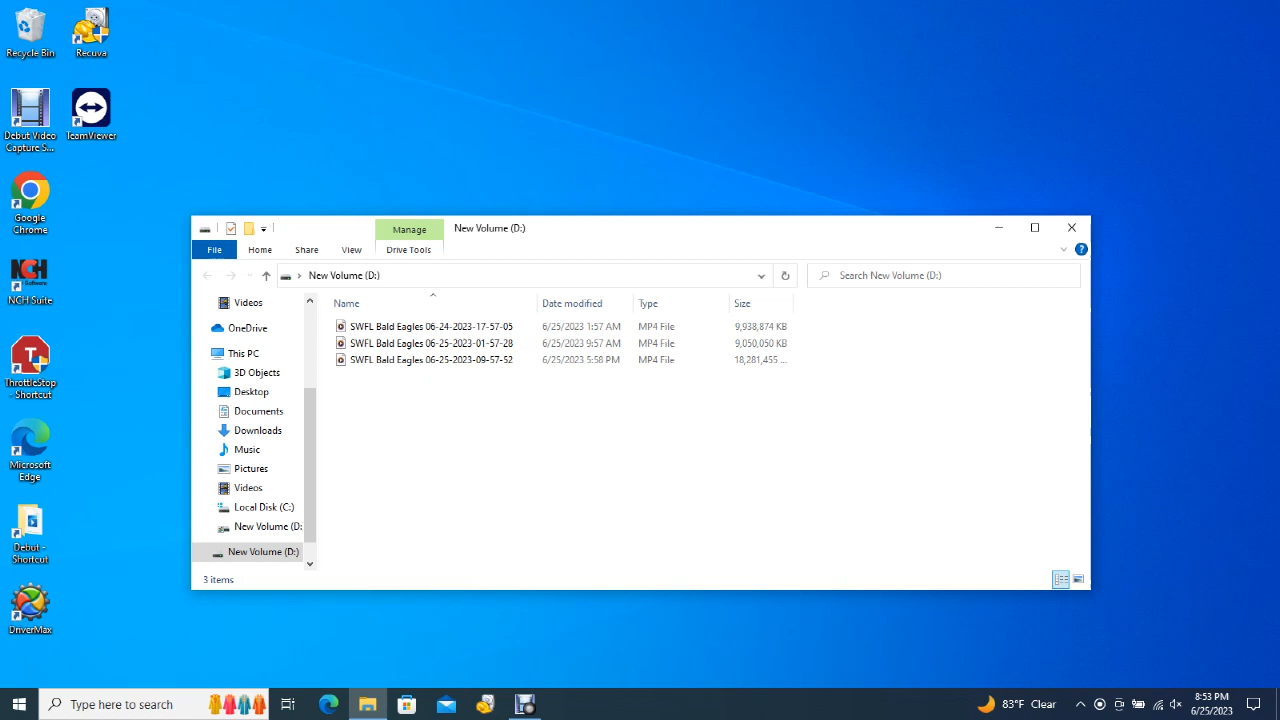 Recycle Bin
Recuva
Debut Video
Capture S...
TeamViewer
Google
Chrome
NCH
Software
NCH Suite
ThrottleStop
- Shortcut
Microsoft
Edge
Debut -
Shortcut
DriverMax
Manage
New Volume (D:)
File
Home
Share
View
Drive Tools
New Volume (D:)
Search New Volume (D:)
Videos
OneDrive
This PC
3D Objects
Desktop
Documents
Downloads
Music
Pictures
Videos
Local Disk (C:)
New Volume (D:
New Volume (D:)
Name Date modified Type Size
SWFL Bald Eagles 06-24-2023-17-57-05 6/25/2023 1:57 AM MP4 File 9,938,874 KB
SWFL Bald Eagles 06-25-2023-01-57-28 6/25/2023 9:57 AM MP4 File 9,050,050 KB
SWFL Bald Eagles 06-25-2023-09-57-52 6/25/2023 5:58 PM MP4 File 18,281,455 ...
3 items
Type here to search
83°F Clear
8:53 PM
6/25/2023